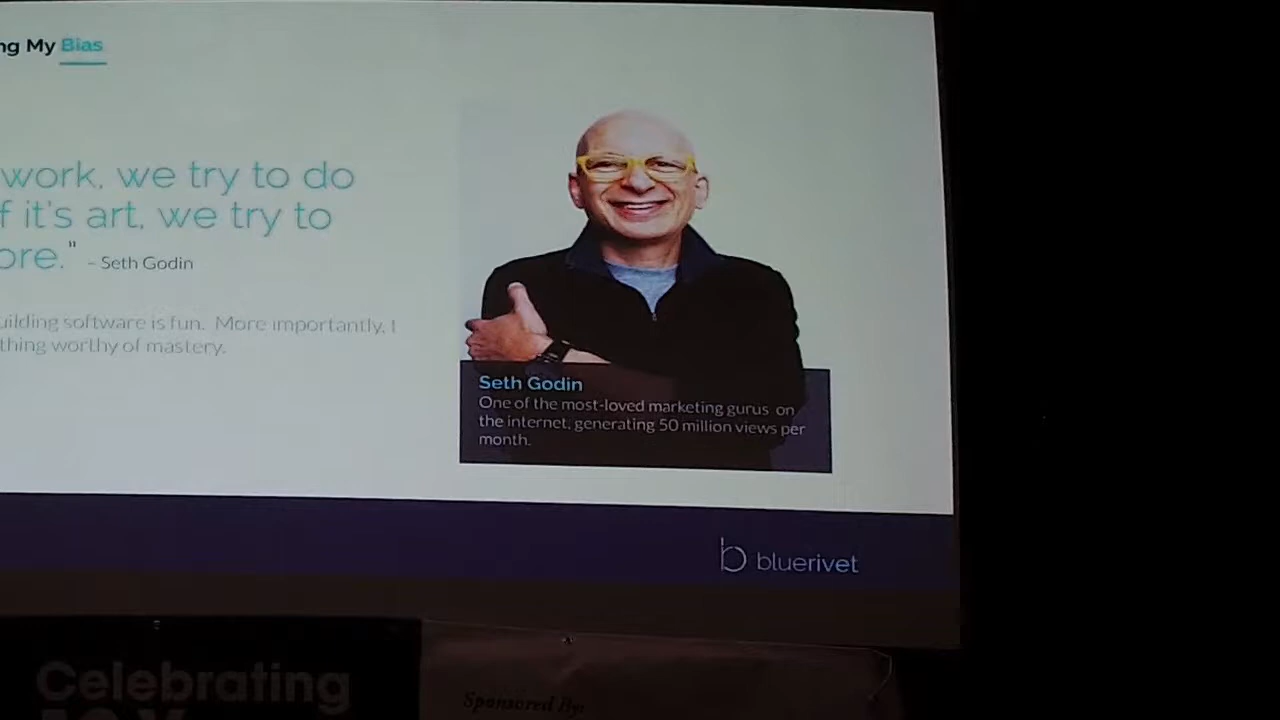 ng My Bias
work, we try to do
f it's art, we try to
ore." – Seth Godin
uilding software is fun. More importantly, I
thing worthy of mastery.
Seth Godin
One of the most-loved marketing gurus on
the internet, generating 50 million views per
month.
bluerivet
Celebrating
Sponsored By: